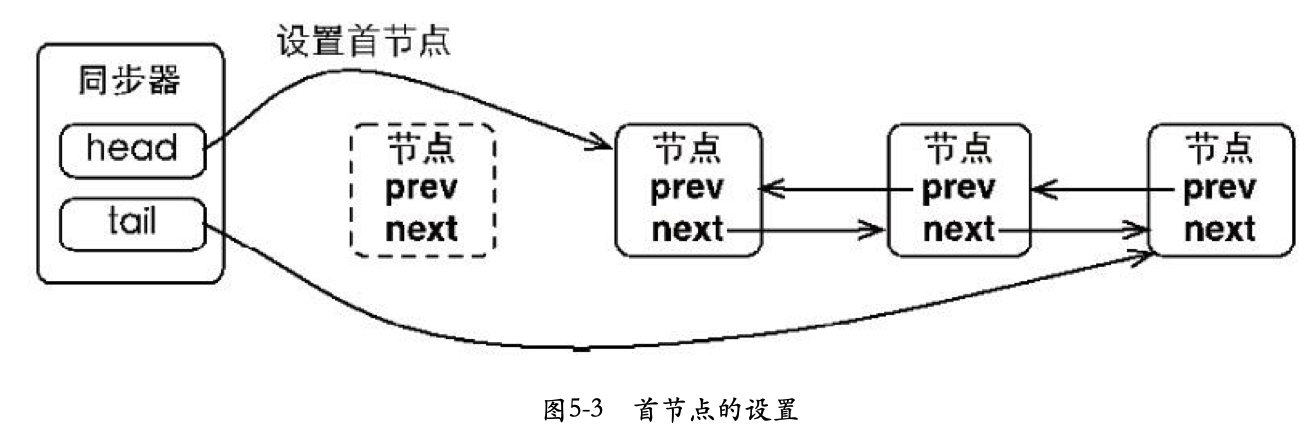 设置首节点
同步器
head
tail
节点
prev
next
节点
prev
next
节点
prev
next
节点
prev
next
图5-3 首节点的设置